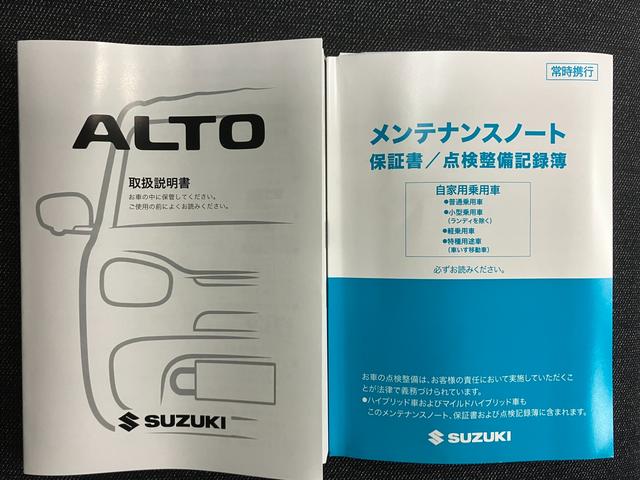 ALTO
取扱説明書
お車の中に保管してください。
ご使用の前によくお読みください。
SUZUKI
常時携行
メンテナンスノート
保証書／点検整備記録簿
自家用乗用車
●普通乗用車
●小型乗用車
(ランディを除く)
●軽乗用車
●特種用途車
(車いす移動車)
必ずお読みください。
お車の点検整備は、お客様の責任において実施していただくこ
とが法律で義務づけられています。
●ハイブリッド車およびマイルドハイブリッド車も
このメンテナンスノート、保証書および点検記録簿に含まれます。
SUZUKI